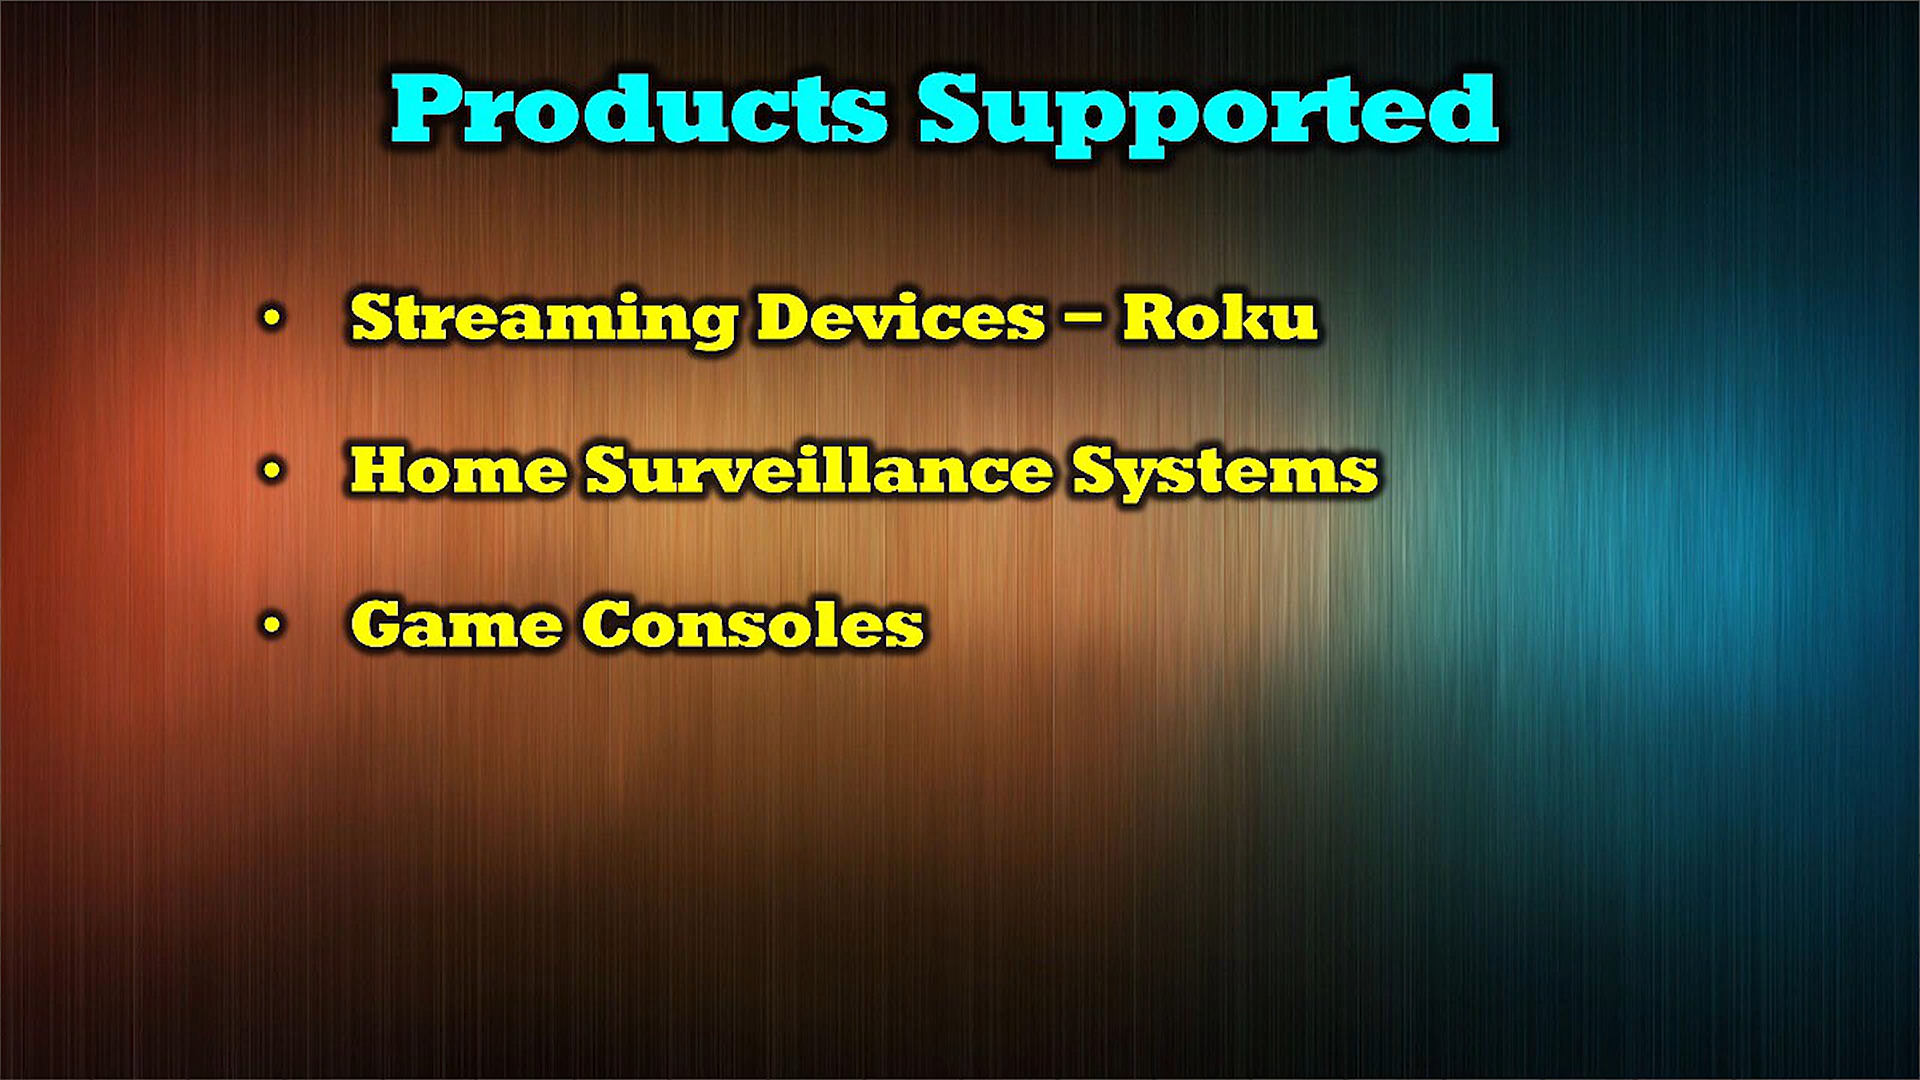 Products Supported
• Streaming Devices – Roku
• Home Surveillance Systems
• Game Consoles